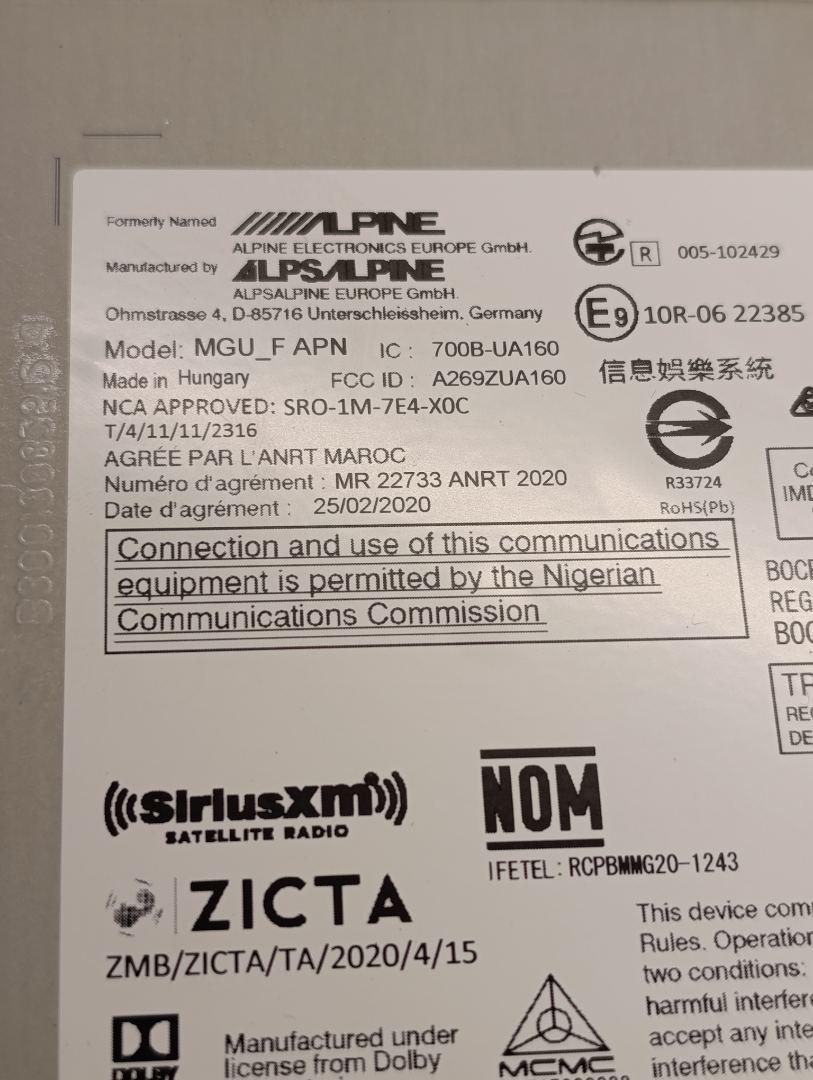 Formerly Named ALPINE
ALPINE ELECTRONICS EUROPE GmbH.
Manufactured by ALPSALPINE
ALPSALPINE EUROPE GmbH.
Ohmstrasse 4, D-85716 Unterschleissheim. Germany
Model: MGU_F APN IC : 700B-UA160
Made in Hungary FCC ID : A269ZUA160
NCA APPROVED: SRO-1M-7E4-X0C
T/4/11/11/2316
AGRÉÉ PAR L'ANRT MAROC
Numéro d'agrément : MR 22733 ANRT 2020
Date d'agrément : 25/02/2020
Connection and use of this communications
equipment is permitted by the Nigerian
Communications Commission
R 005-102429
E9 10R-06 22385
信息娛樂系統
R33724
RoHS(Pb)
IMD
REG
SiriusXm
SATELLITE RADIO
NOM
IFETEL: RCPBMMG20-1243
ZICTA
ZMB/ZICTA/TA/2020/4/15
This device com
Rules. Operation
two conditions:
harmful interfer
accept any inte
interference tha
DOLBY
Manufactured under
license from Dolby
MCMC